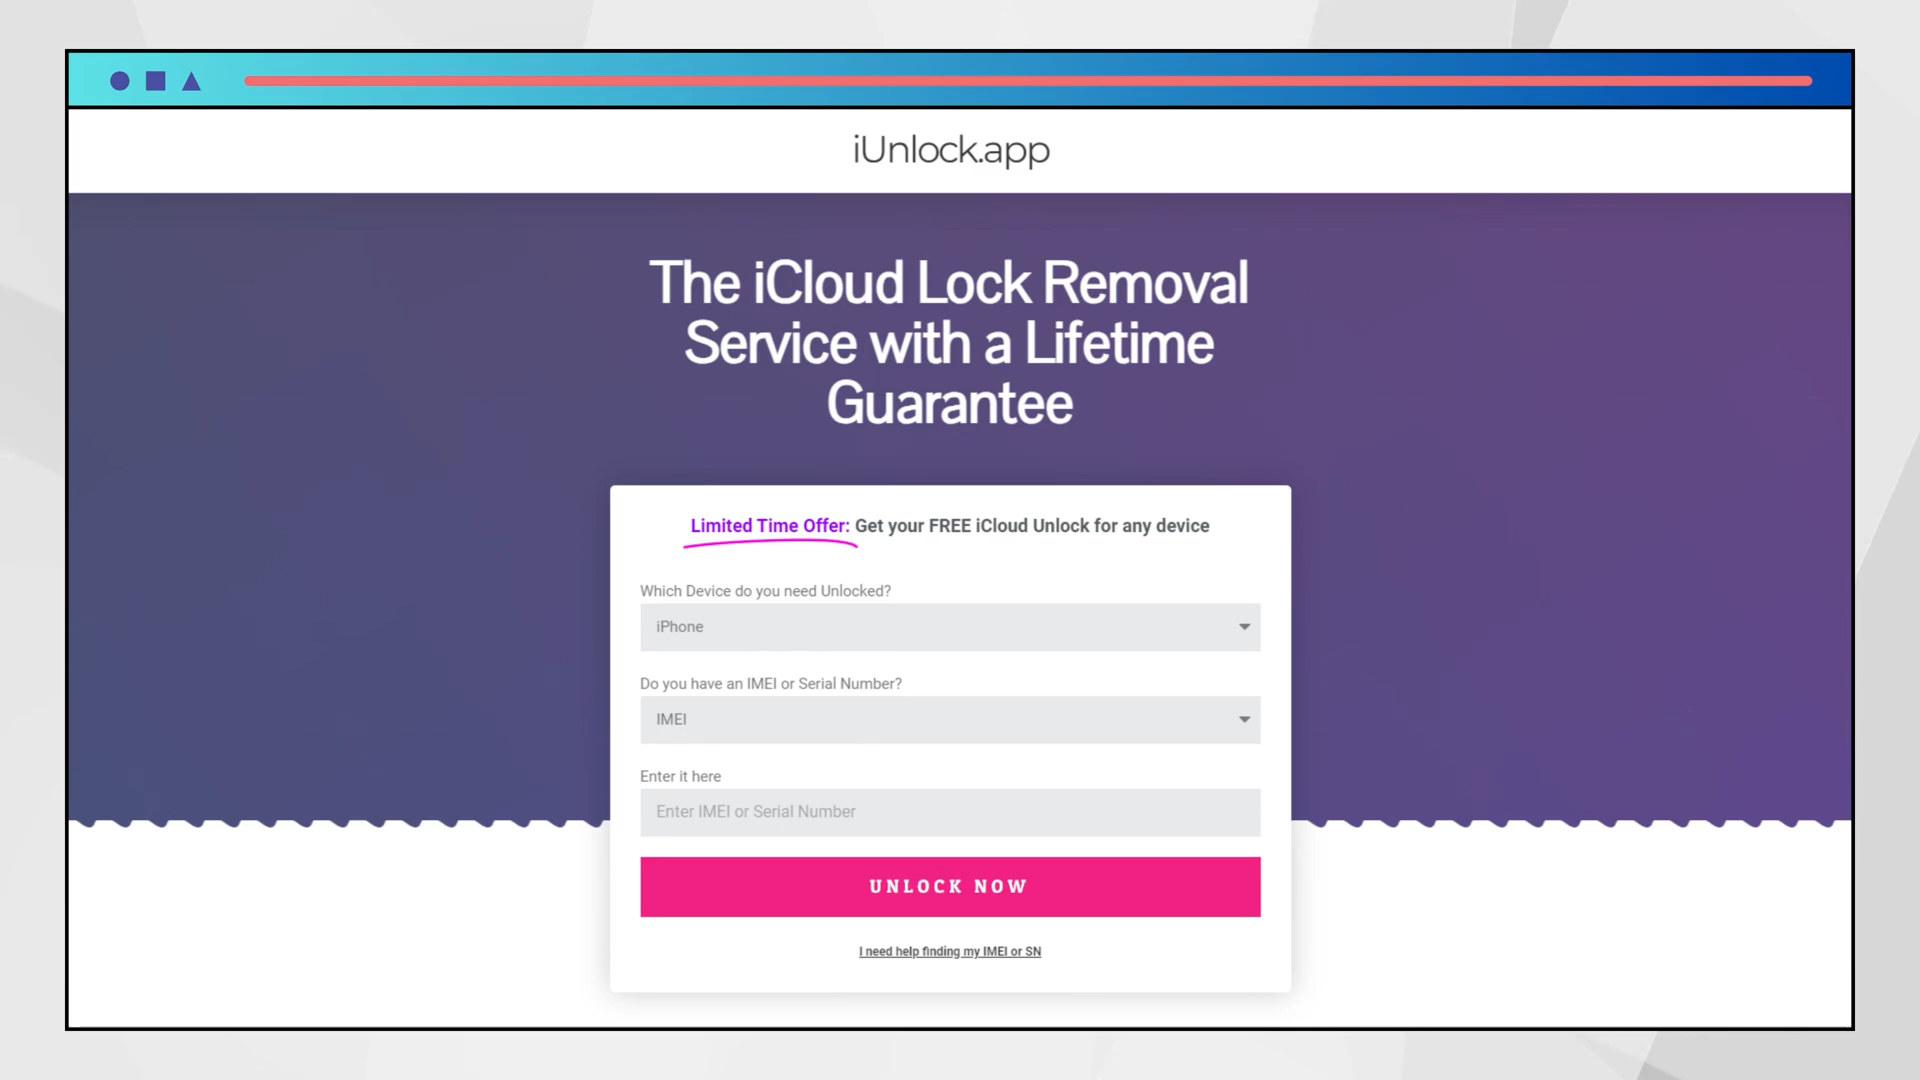 iUnlock.app
The iCloud Lock Removal
Service with a Lifetime
Guarantee
Limited Time Offer: Get your FREE iCloud Unlock for any device
Which Device do you need Unlocked?
iPhone
Do you have an IMEI or Serial Number?
IMEI
Enter it here
Enter IMEI or Serial Number
UNLOCK NOW
I need help finding my IMEI or SN